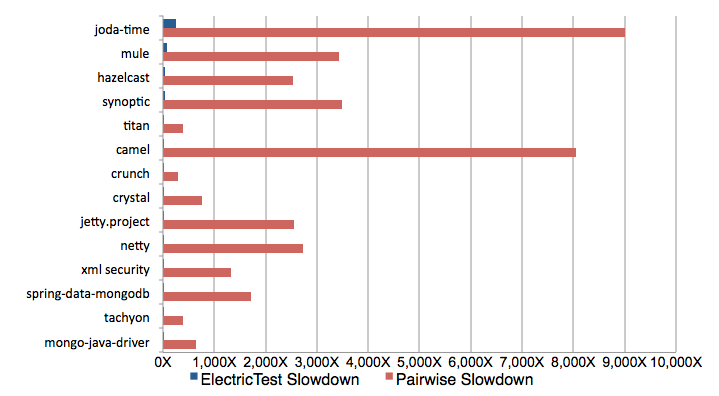 joda-time
mule
hazelcast
synoptic
titan
camel
crunch
crystal
jetty.project
netty
xml security
spring-data-mongodb
tachyon
mongo-java-driver
0X 1,000X 2,000X 3,000X 4,000X 5,000X 6,000X 7,000X 8,000X 9,000X 10,000X
ElectricTest Slowdown Pairwise Slowdown